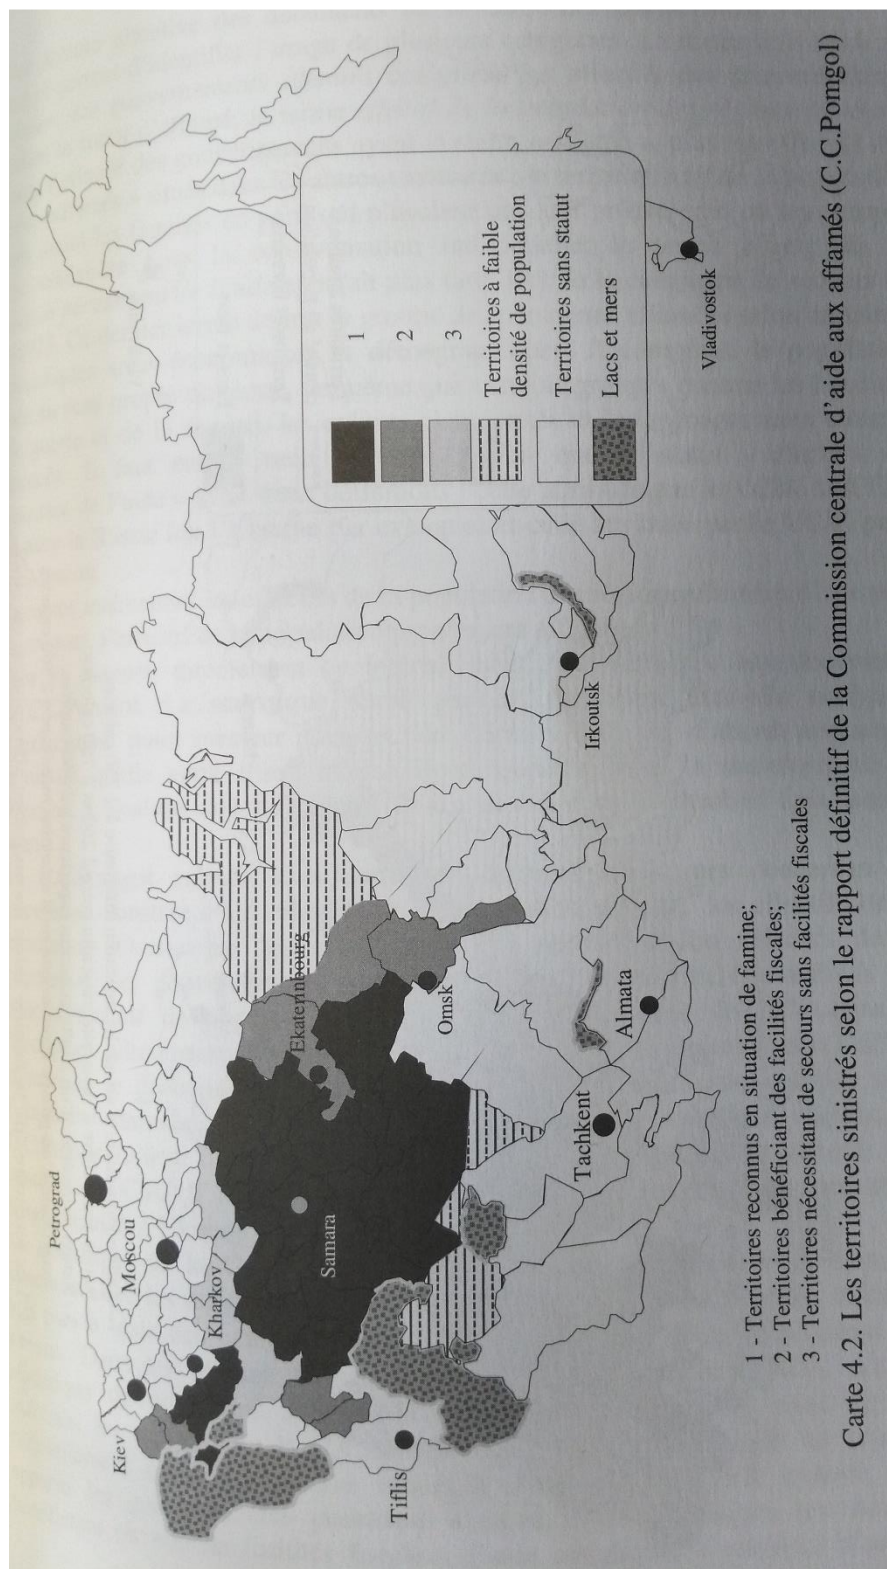 Petrograd
Moscou
Kharkov
Kiev
Tiflis
Samara
Ekaterinbourg
Omsk
Tachkent
Almata
Irkoutsk
Vladivostok
1
2
3
Territoires à faible
densité de population
Territoires sans statut
Lacs et mers
1 - Territoires reconnus en situation de famine;
2 - Territoires bénéficiant des facilités fiscales;
3 - Territoires nécessitant de secours sans facilités fiscales
Carte 4.2. Les territoires sinistrés selon le rapport définitif de la Commission centrale d'aide aux affamés (C.C.Pomgol)